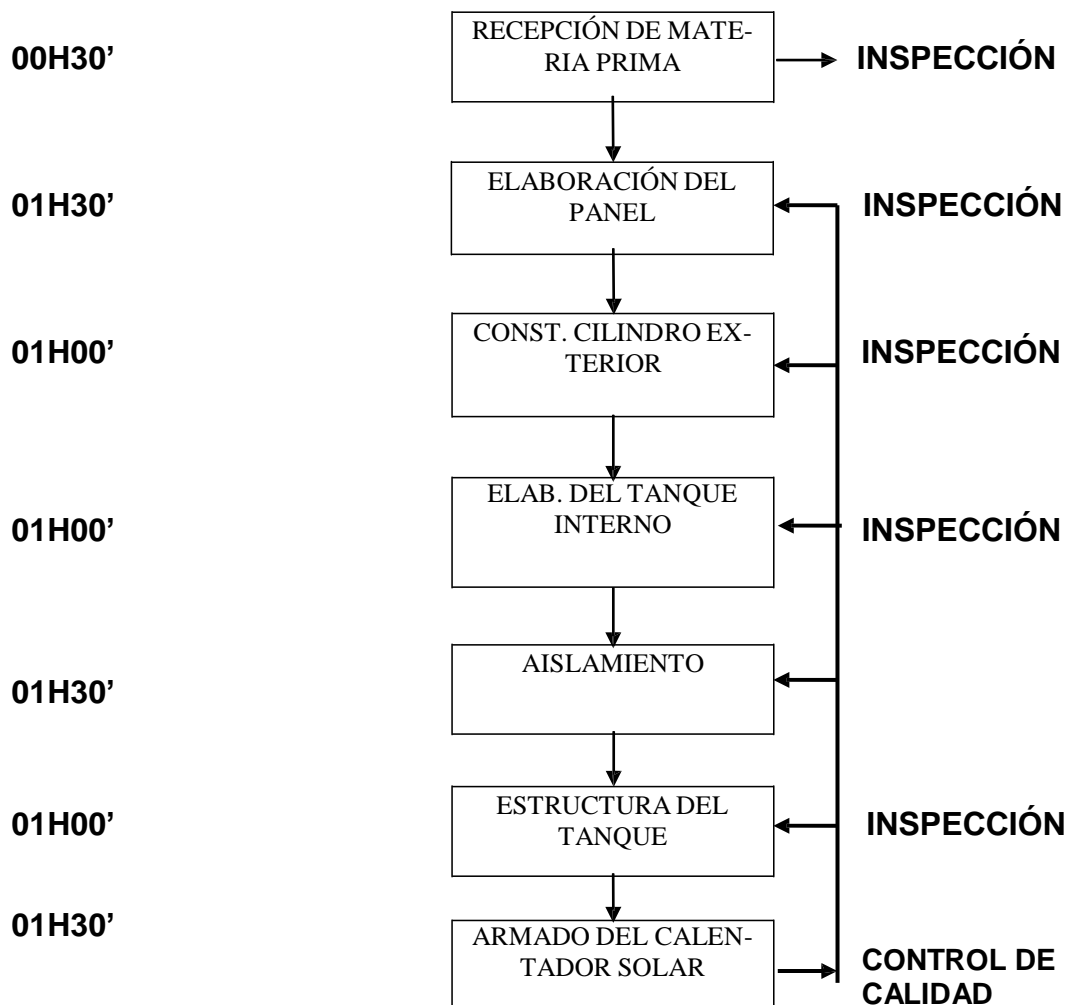 00H30'
RECEPCIÓN DE MATE-
RIA PRIMA
INSPECCIÓN
01H30’
ELABORACIÓN DEL
PANEL
INSPECCIÓN
01H00’
CONST. CILINDRO EX-
TERIOR
INSPECCIÓN
01H00’
ELAB. DEL TANQUE
INTERNO
INSPECCIÓN
01H30’
AISLAMIENTO
01H00’
ESTRUCTURA DEL
TANQUE
INSPECCIÓN
01H30’
ARMADO DEL CALEN-
TADOR SOLAR
CONTROL DE
CALIDAD